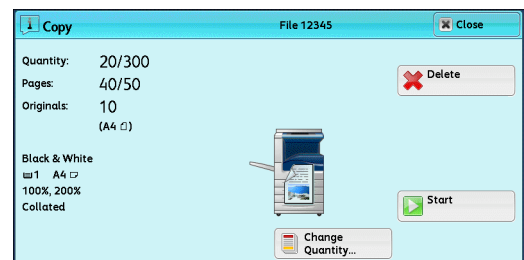 Copy
File 12345
Close
Quantity: 20/300
Pages: 40/50
Originals: 10
(A4)
Delete
Black & White
1 A4
100%, 200%
Collated
Start
Change
Quantity...